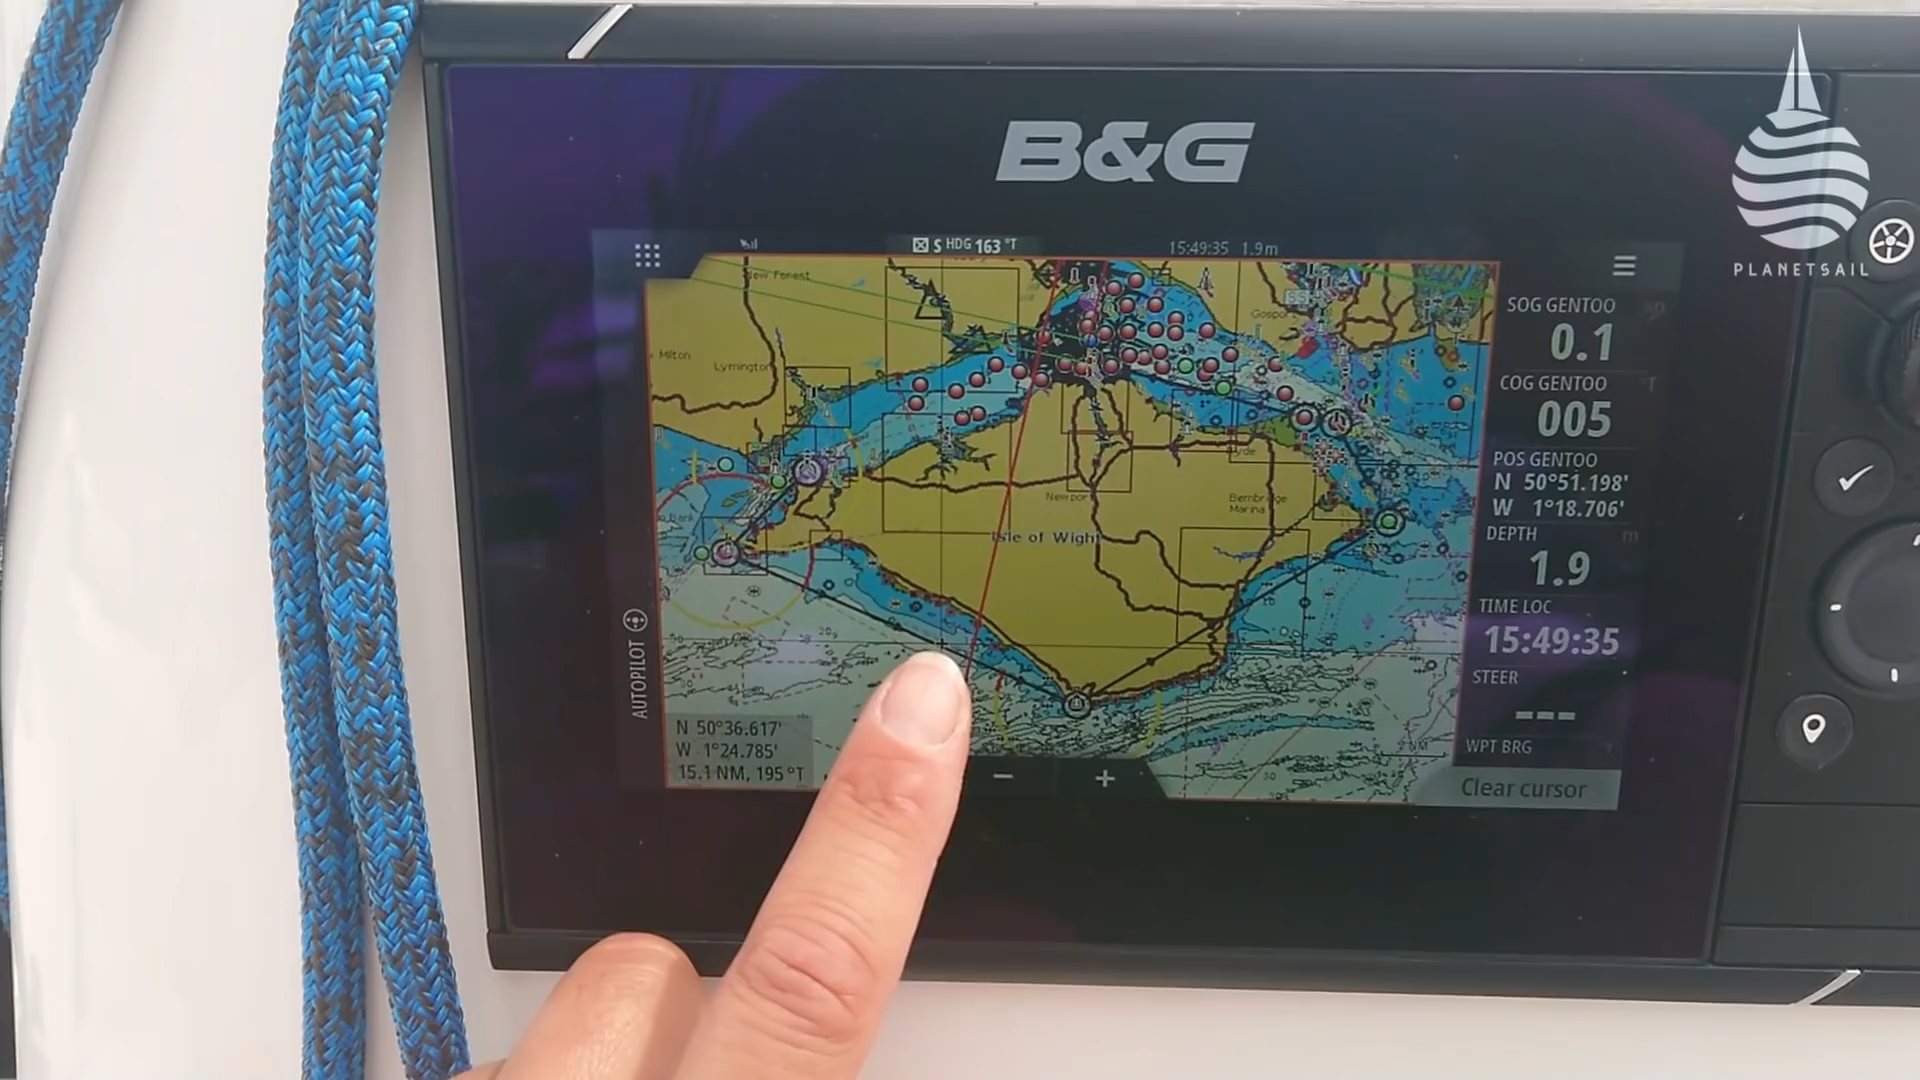 B&G
PLANETSAIL
S HDG 163 °T
15:49:35 1.9 m
New Forest
Milton
Lymington
Gosport
Newpor
Bembridge
Marina
Isle of Wight
AUTOPILOT
N 50°36.617'
W 1°24.785'
15.1 NM, 195 °T
SOG GENTOO
0.1
COG GENTOO
005
POS GENTOO
N 50°51.198'
W 1°18.706'
DEPTH m
1.9
TIME LOC
15:49:35
STEER
---
WPT BRG
Clear cursor
− +